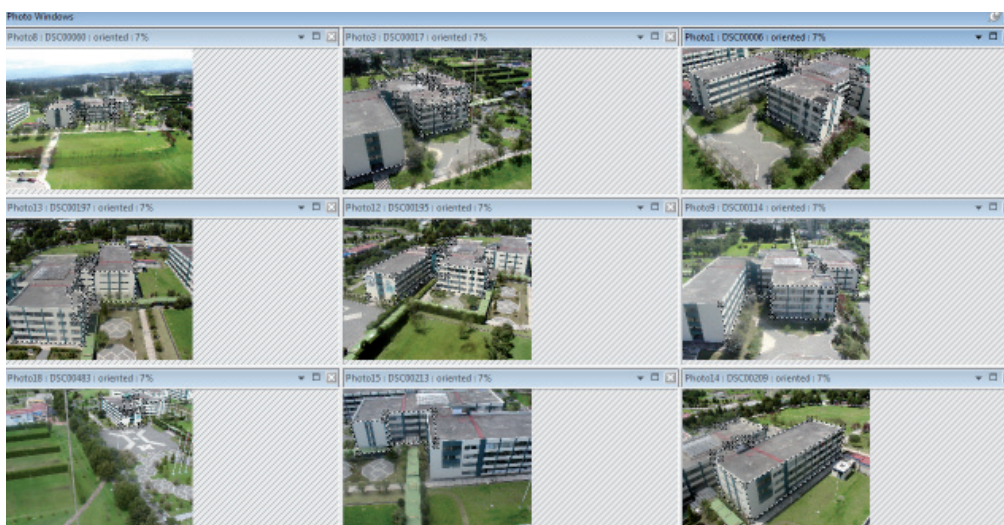 Photo Windows
Photo8 : DSC00090 : oriented : 7%
Photo3 : DSC00017 : oriented : 7%
Photo1 : DSC00006 : oriented : 7%
Photo13 : DSC00197 : oriented : 7%
Photo12 : DSC00195 : oriented : 7%
Photo9 : DSC00114 : oriented : 7%
Photo18 : DSC00483 : oriented : 7%
Photo15 : DSC00213 : oriented : 7%
Photo14 : DSC00209 : oriented : 7%